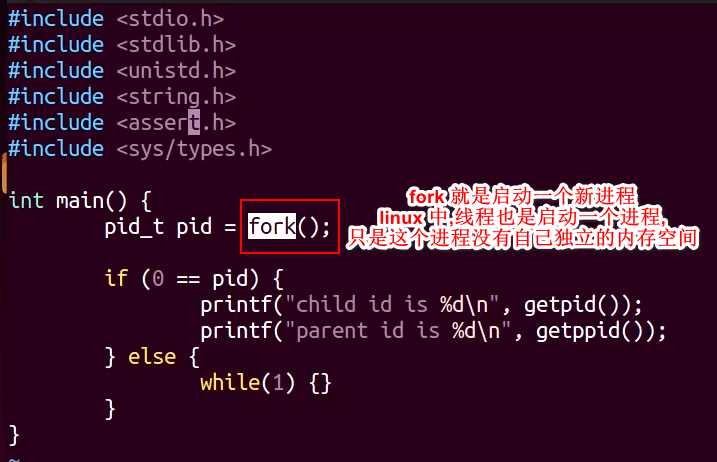 #include <stdio.h>
#include <stdlib.h>
#include <unistd.h>
#include <string.h>
#include <assert.h>
#include <sys/types.h>
int main() {
pid_t pid = fork();
fork 就是启动一个新进程
linux 中,线程也是启动一个进程,
只是这个进程没有自己独立的内存空间
if (0 == pid) {
printf("child id is %d\n", getpid());
printf("parent id is %d\n", getppid());
} else {
while(1) {}
}
}
~